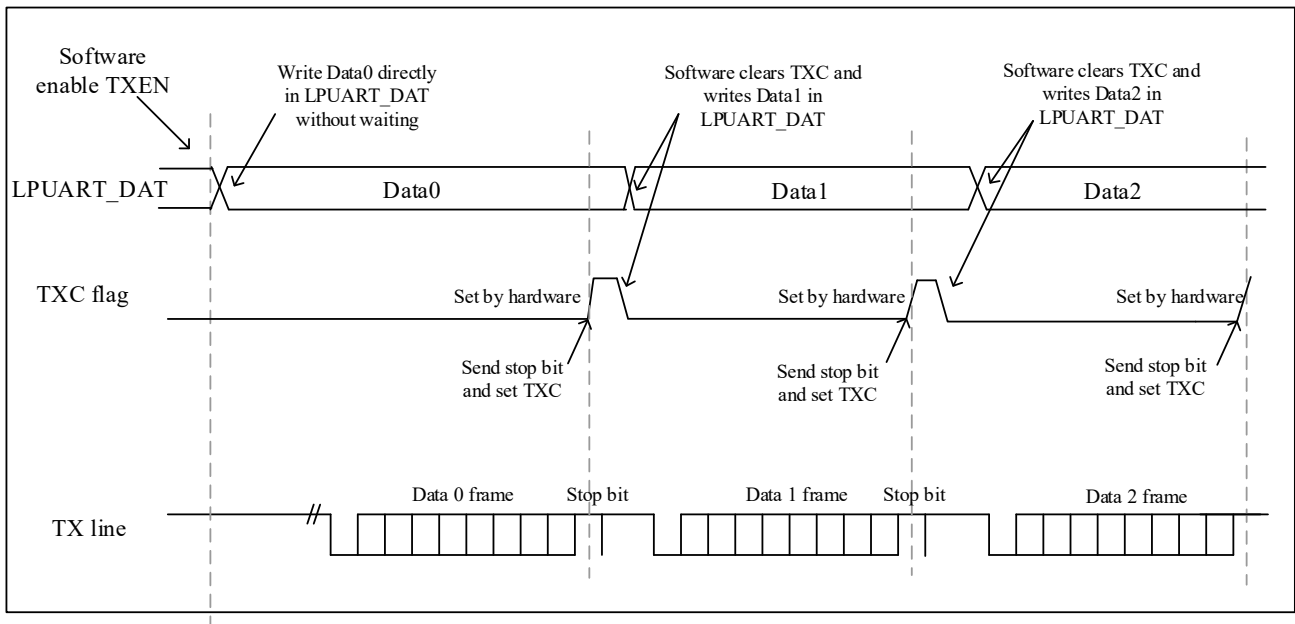 Software
enable TXEN
Write Data0 directly
in LPUART_DAT
without waiting
Software clears TXC and
writes Data1 in
LPUART_DAT
Software clears TXC and
writes Data2 in
LPUART_DAT
LPUART_DAT
Data0
Data1
Data2
TXC flag
Set by hardware
Set by hardware
Set by hardware
Send stop bit
and set TXC
Send stop bit
and set TXC
Send stop bit
and set TXC
Data 0 frame
Stop bit
Data 1 frame
Stop bit
Data 2 frame
TX line